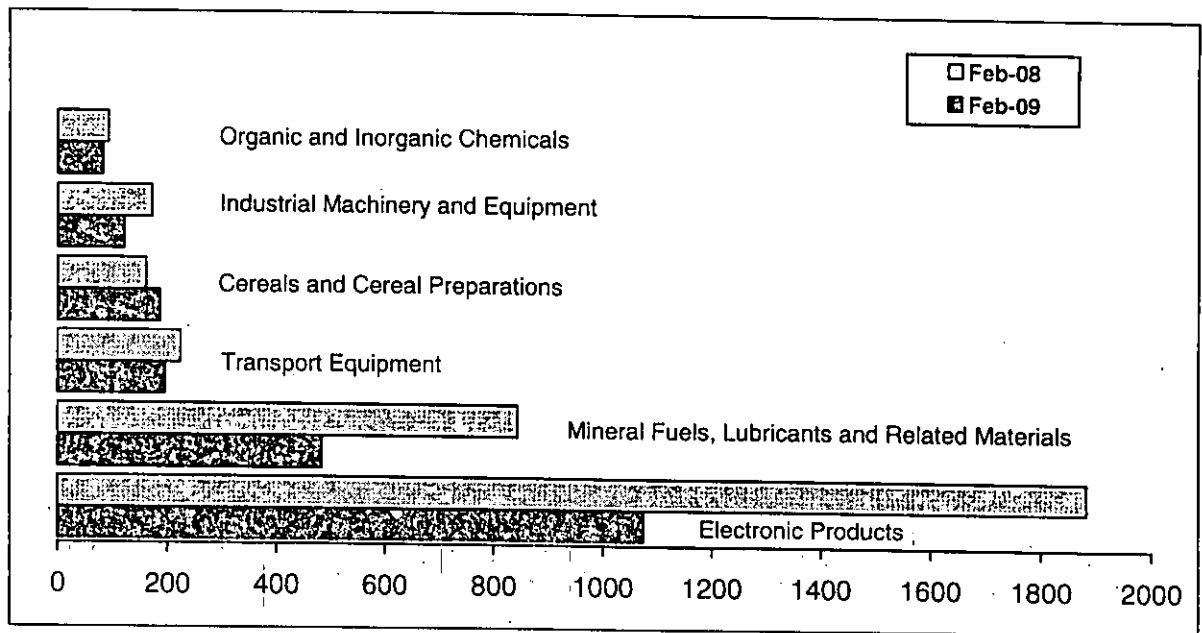 Feb-08
Feb-09
Organic and Inorganic Chemicals
Industrial Machinery and Equipment
Cereals and Cereal Preparations
Transport Equipment
Mineral Fuels, Lubricants and Related Materials
Electronic Products
0 200 400 600 800 1000 1200 1400 1600 1800 2000